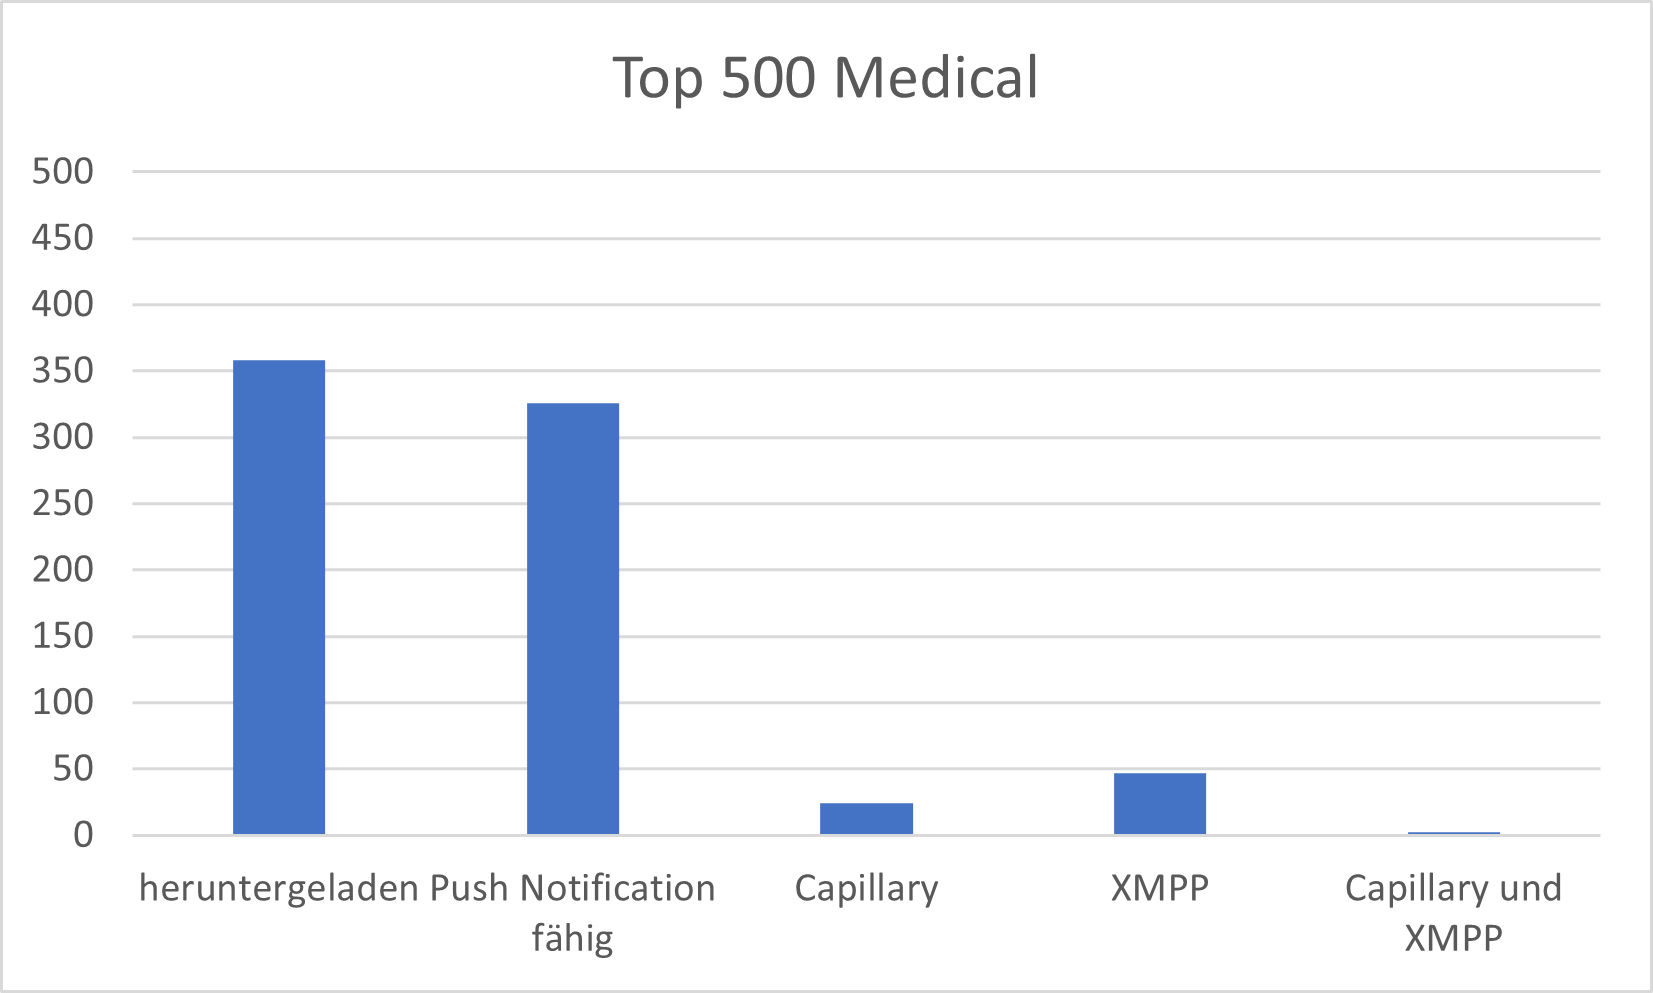 Top 500 Medical
500
450
400
350
300
250
200
150
100
50
0
heruntergeladen
Push Notification
fähig
Capillary
XMPP
Capillary und
XMPP